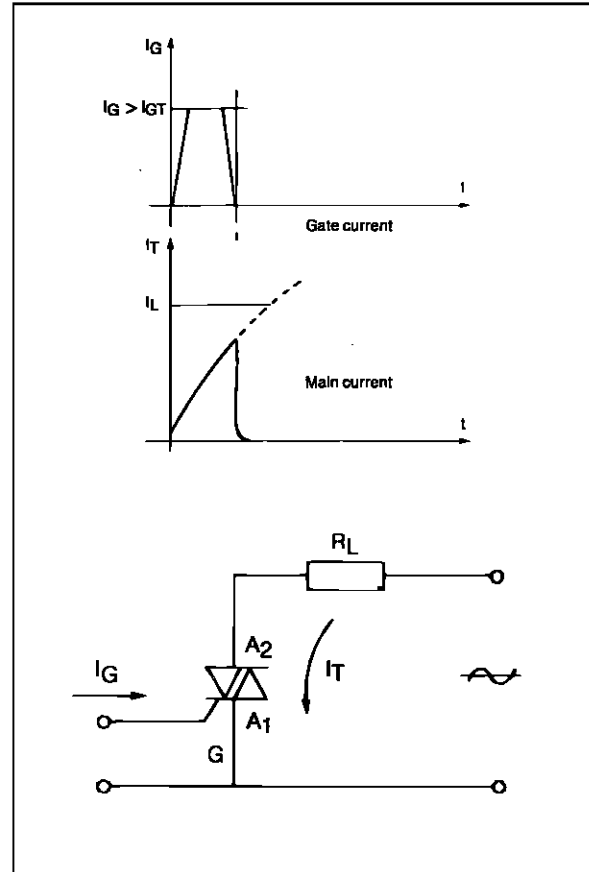 IG
IG > IGT
t
Gate current
IT
IL
Main current
t
RL
A2
IG
IT
A1
G